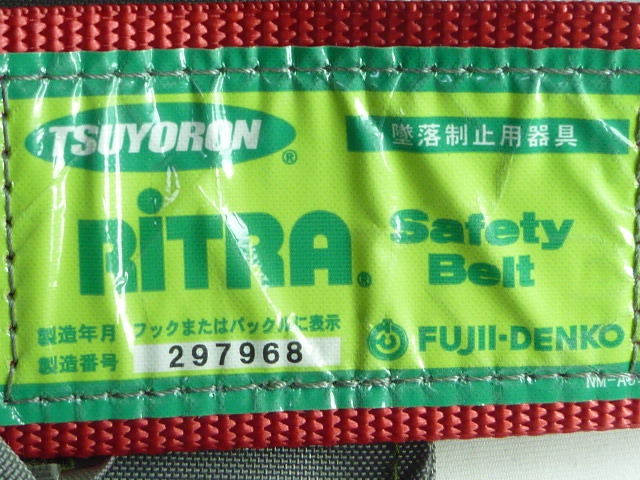 TSUYORON®
墜落制止用器具
RiTRA®
Safety
Belt
製造年月 フックまたはバックルに表示
製造番号 297968
FUJII-DENKO